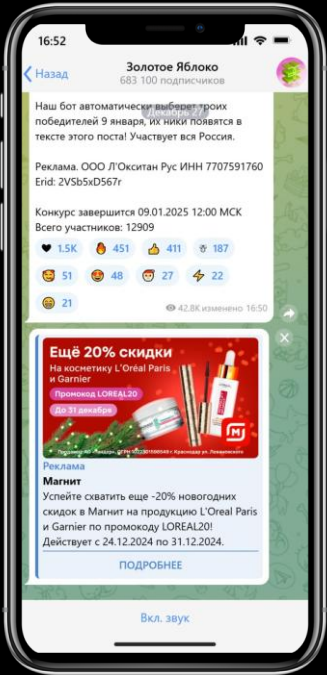 16:52
Назад
Золотое Яблоко
683 100 подписчиков
Наш бот автоматически выберет троих
Декабрь 27
победителей 9 января, их ники появятся в
тексте этого поста! Участвует вся Россия.
Реклама. ООО Л'Окситан Рус ИНН 7707591760
Erid: 2VSb5xD567r
Конкурс завершится 09.01.2025 12:00 МСК
Всего участников: 12909
1.5K 451 411 187
51 48 27 22
21
42.8K изменено 16:50
Ещё 20% скидки
На косметику L'Oréal Paris
и Garnier
Промокод LOREAL20
До 31 декабря
Реклама
Магнит
Успейте схватить еще -20% новогодних
скидок в Магнит на продукцию L'Oreal Paris
и Garnier по промокоду LOREAL20!
Действует с 24.12.2024 по 31.12.2024.
ПОДРОБНЕЕ
Вкл. звук